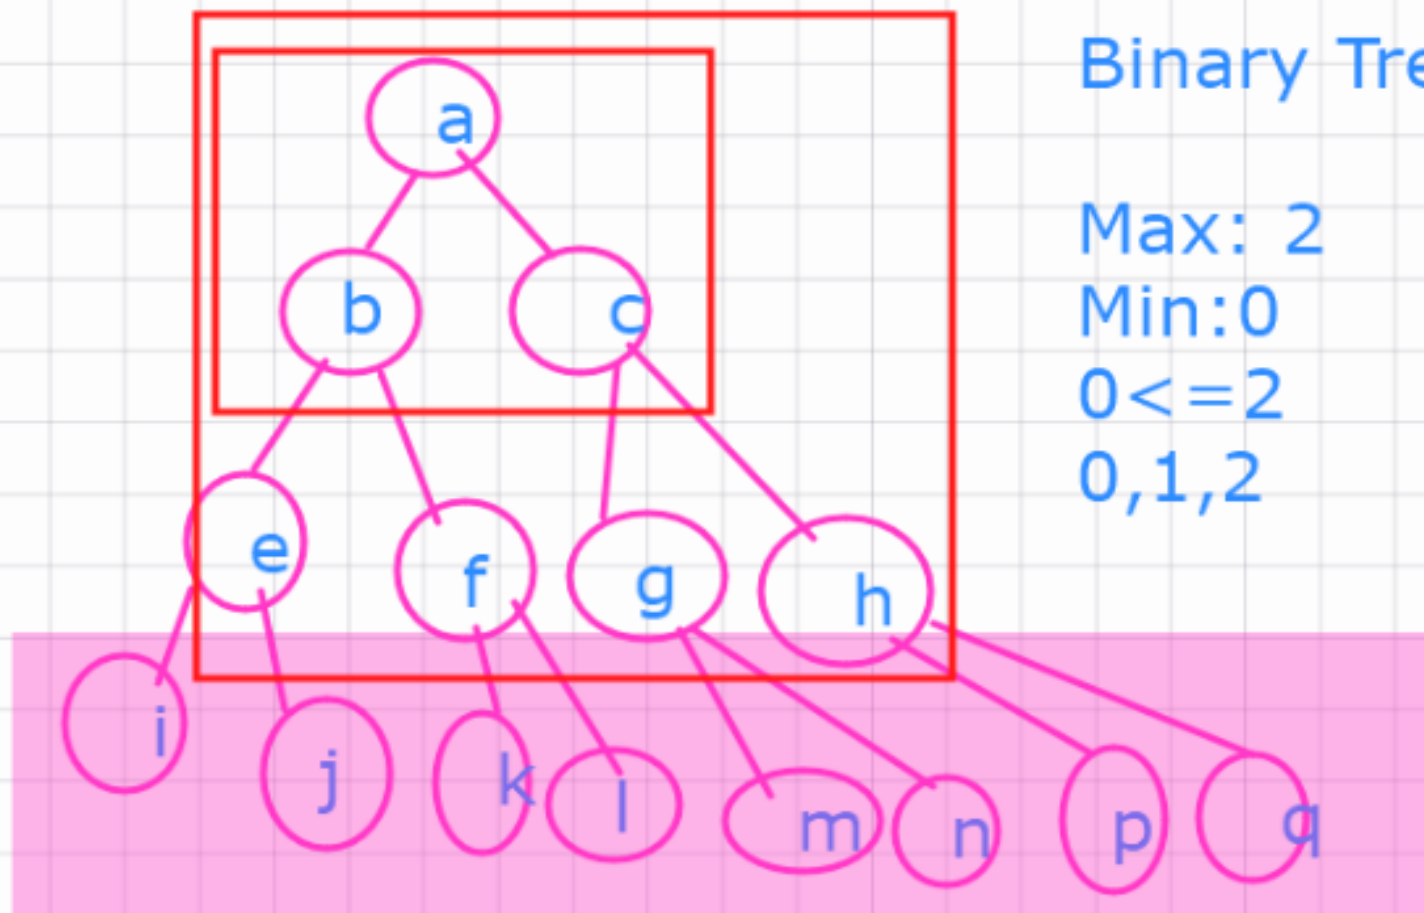 Binary Tre
a
Max: 2
b c
Min:0
0<=2
0,1,2
e f g h
i j k l m n p q